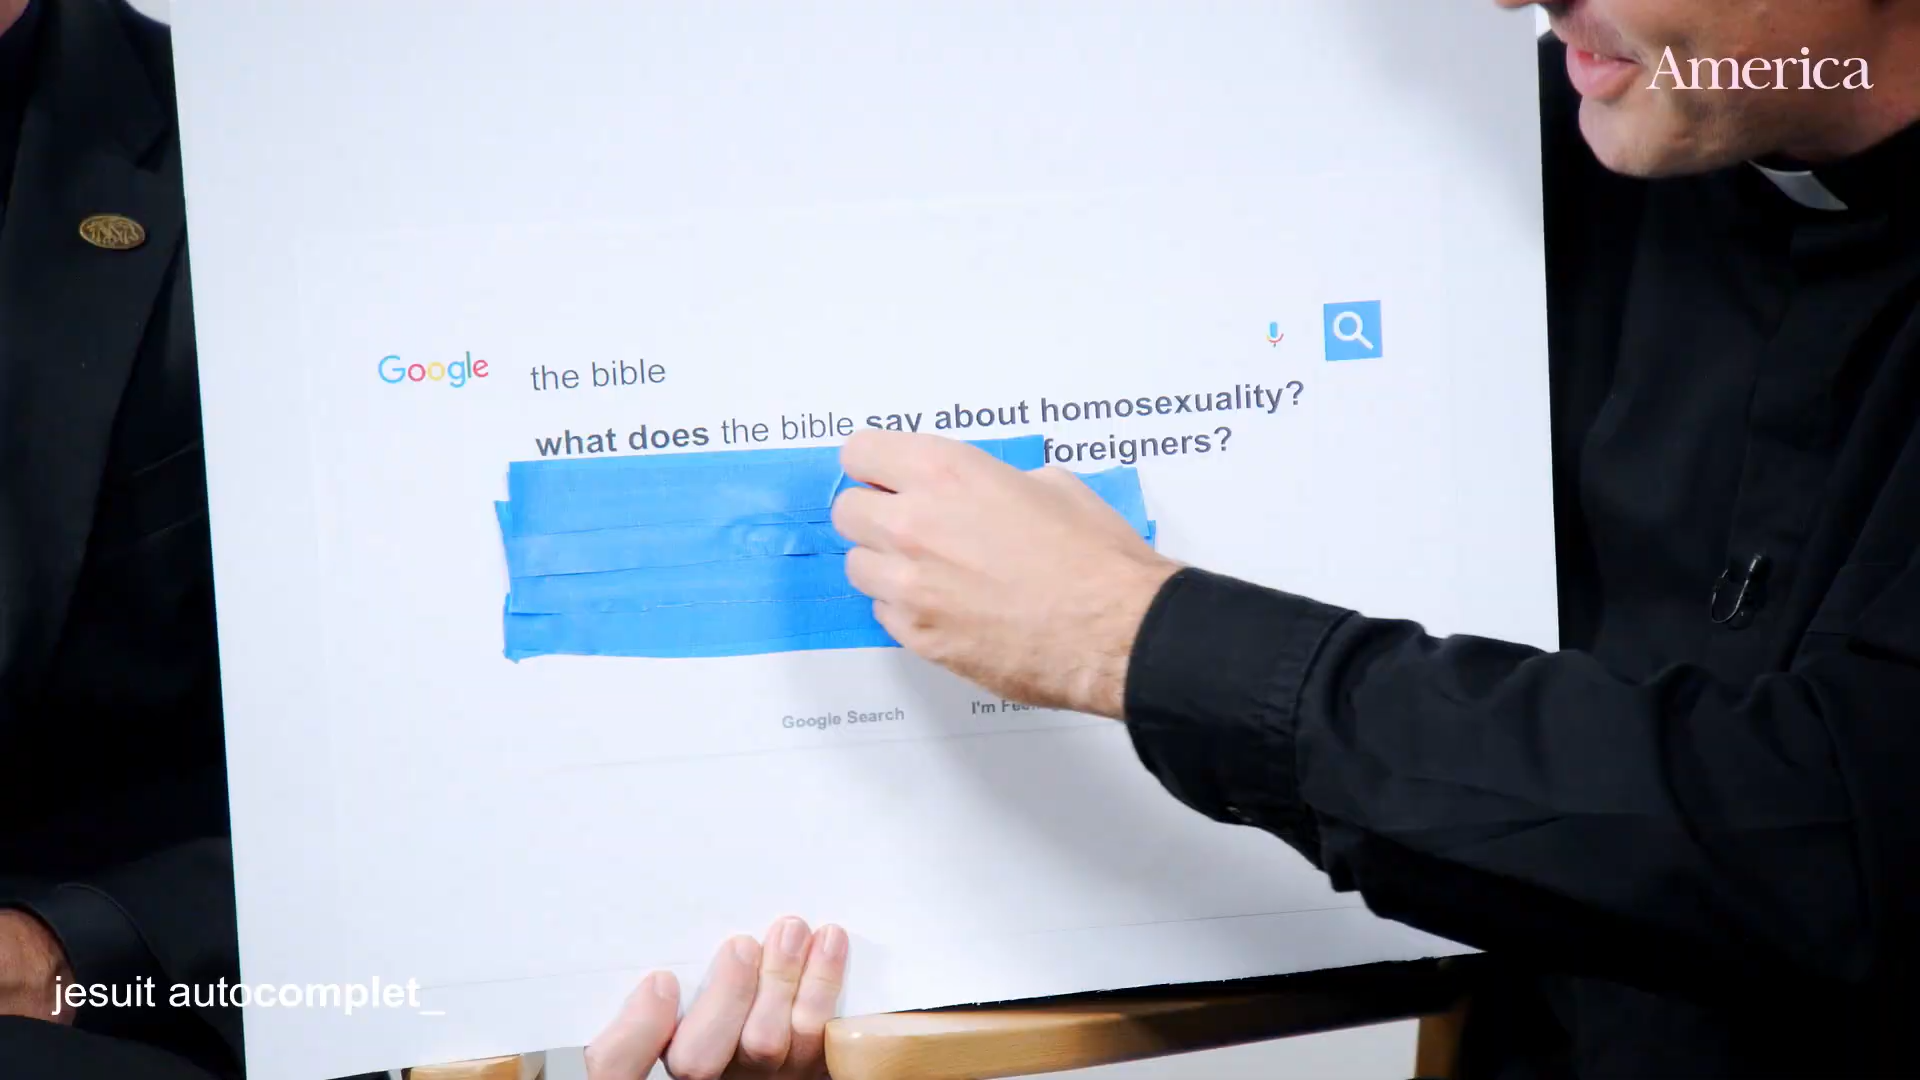 America
Google the bible
what does the bible say about homosexuality?
foreigners?
Google Search I'm
jesuit autocomplet_